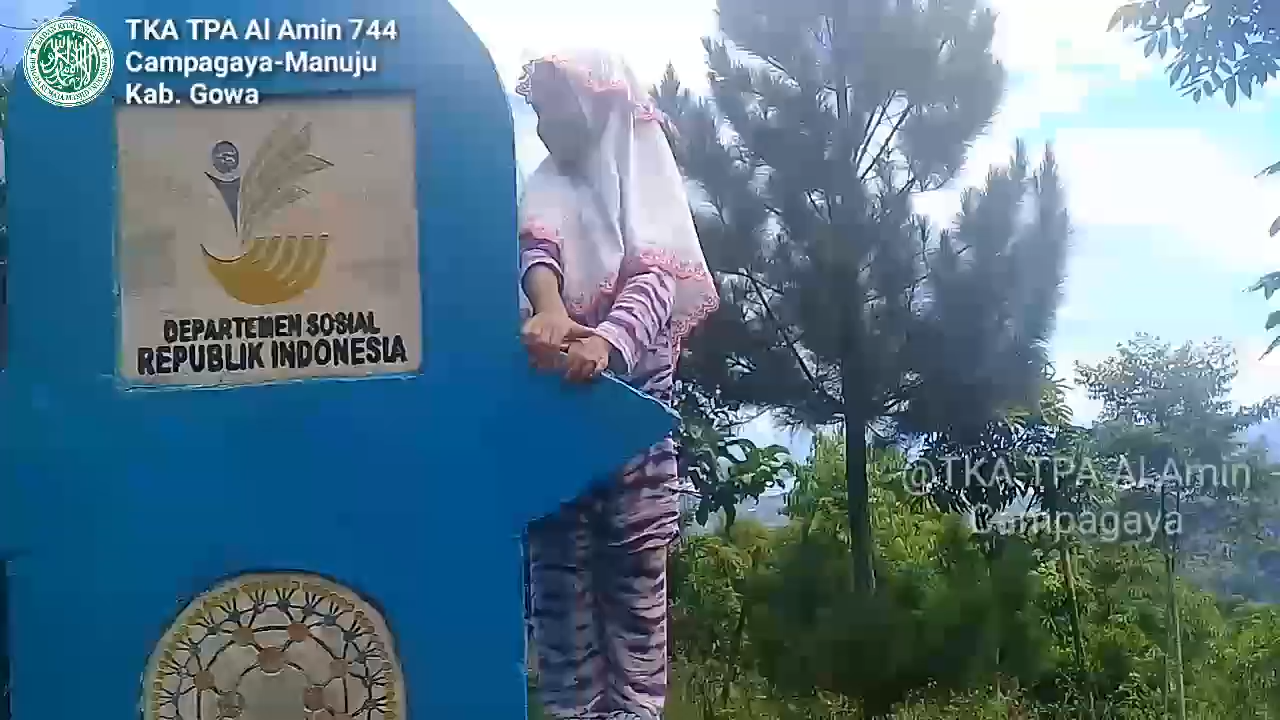 TKA TPA Al Amin 744
Campagaya-Manuju
Kab. Gowa
DEPARTEMEN SOSIAL
REPUBLIK INDONESIA
@TKA TPA Al Amin
Campagaya